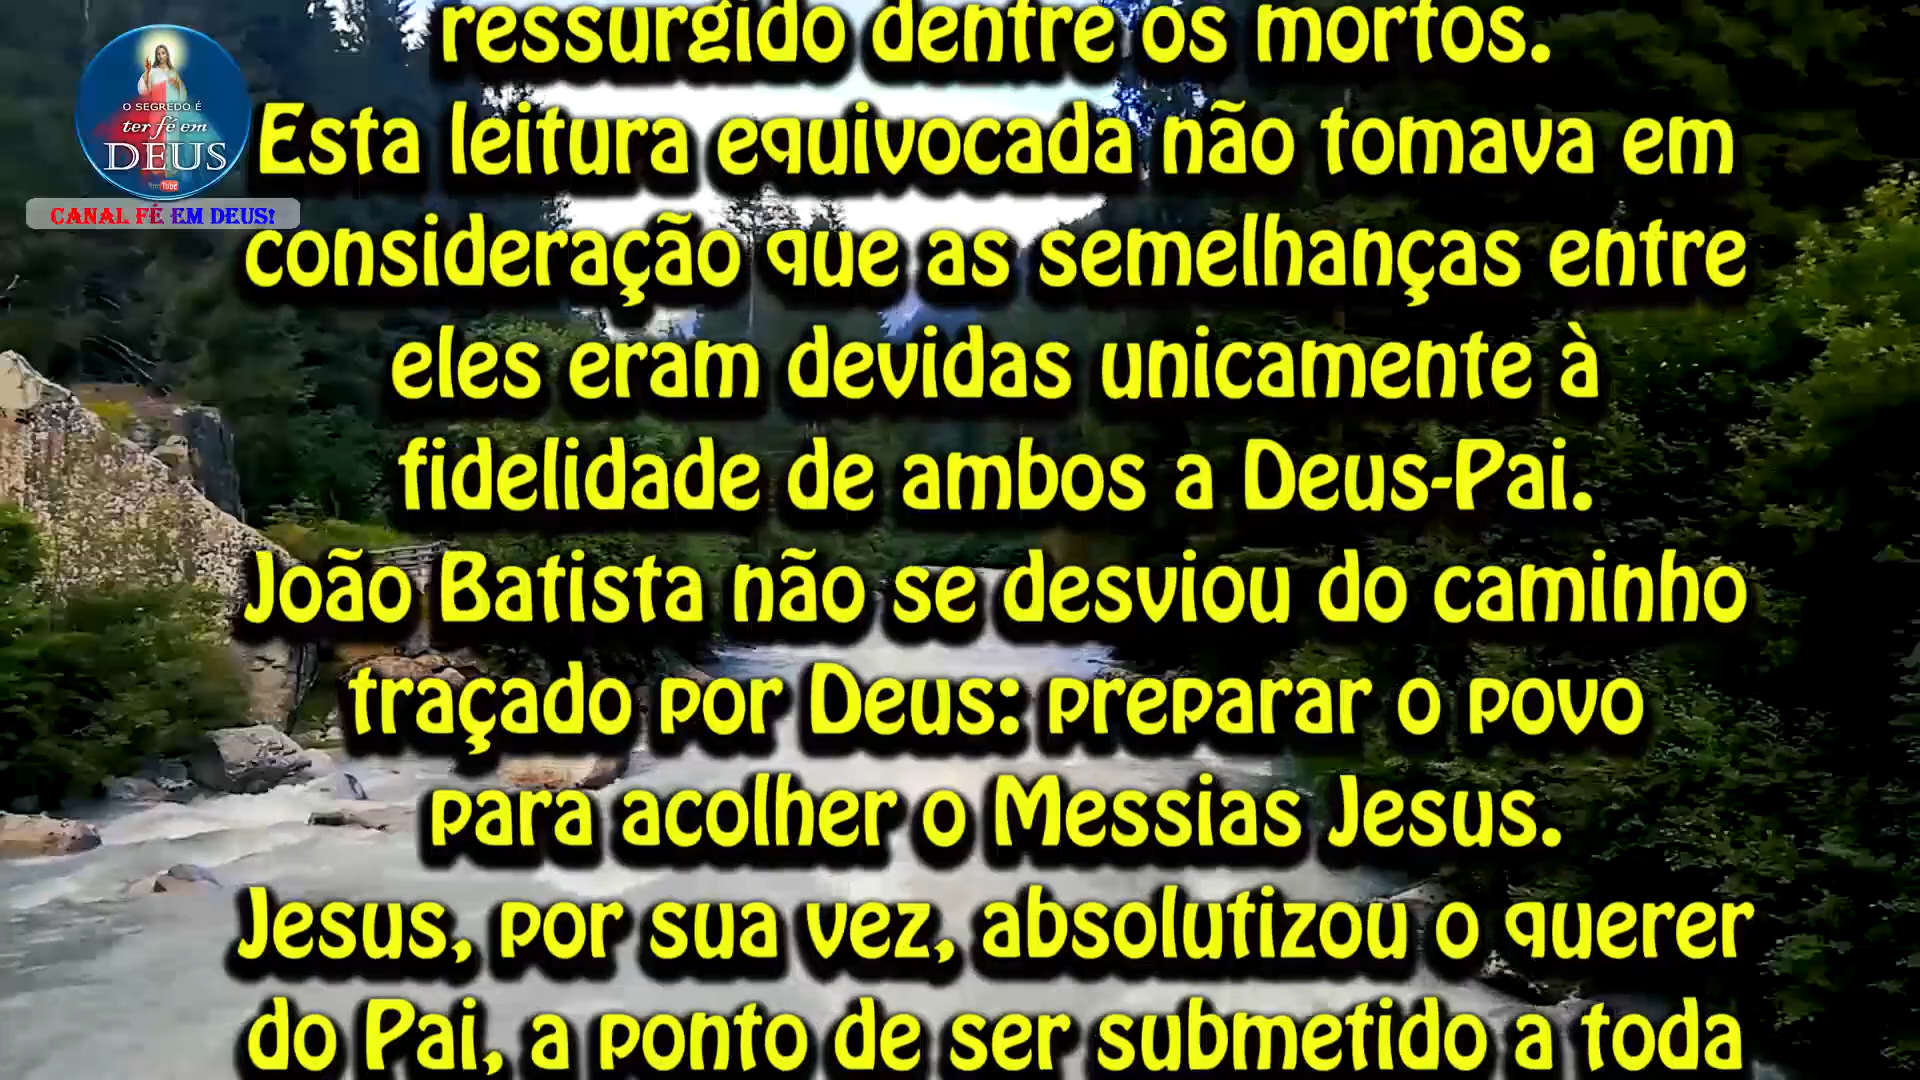 ressurgido dentre os mortos.
O SEGREDO É
ter fé em
DEUS
YouTube
CANAL FÉ EM DEUS!
Esta leitura equivocada não tomava em
consideração que as semelhanças entre
eles eram devidas unicamente à
fidelidade de ambos a Deus-Pai.
João Batista não se desviou do caminho
traçado por Deus: preparar o povo
para acolher o Messias Jesus.
Jesus, por sua vez, absolutizou o querer
do Pai, a ponto de ser submetido a toda